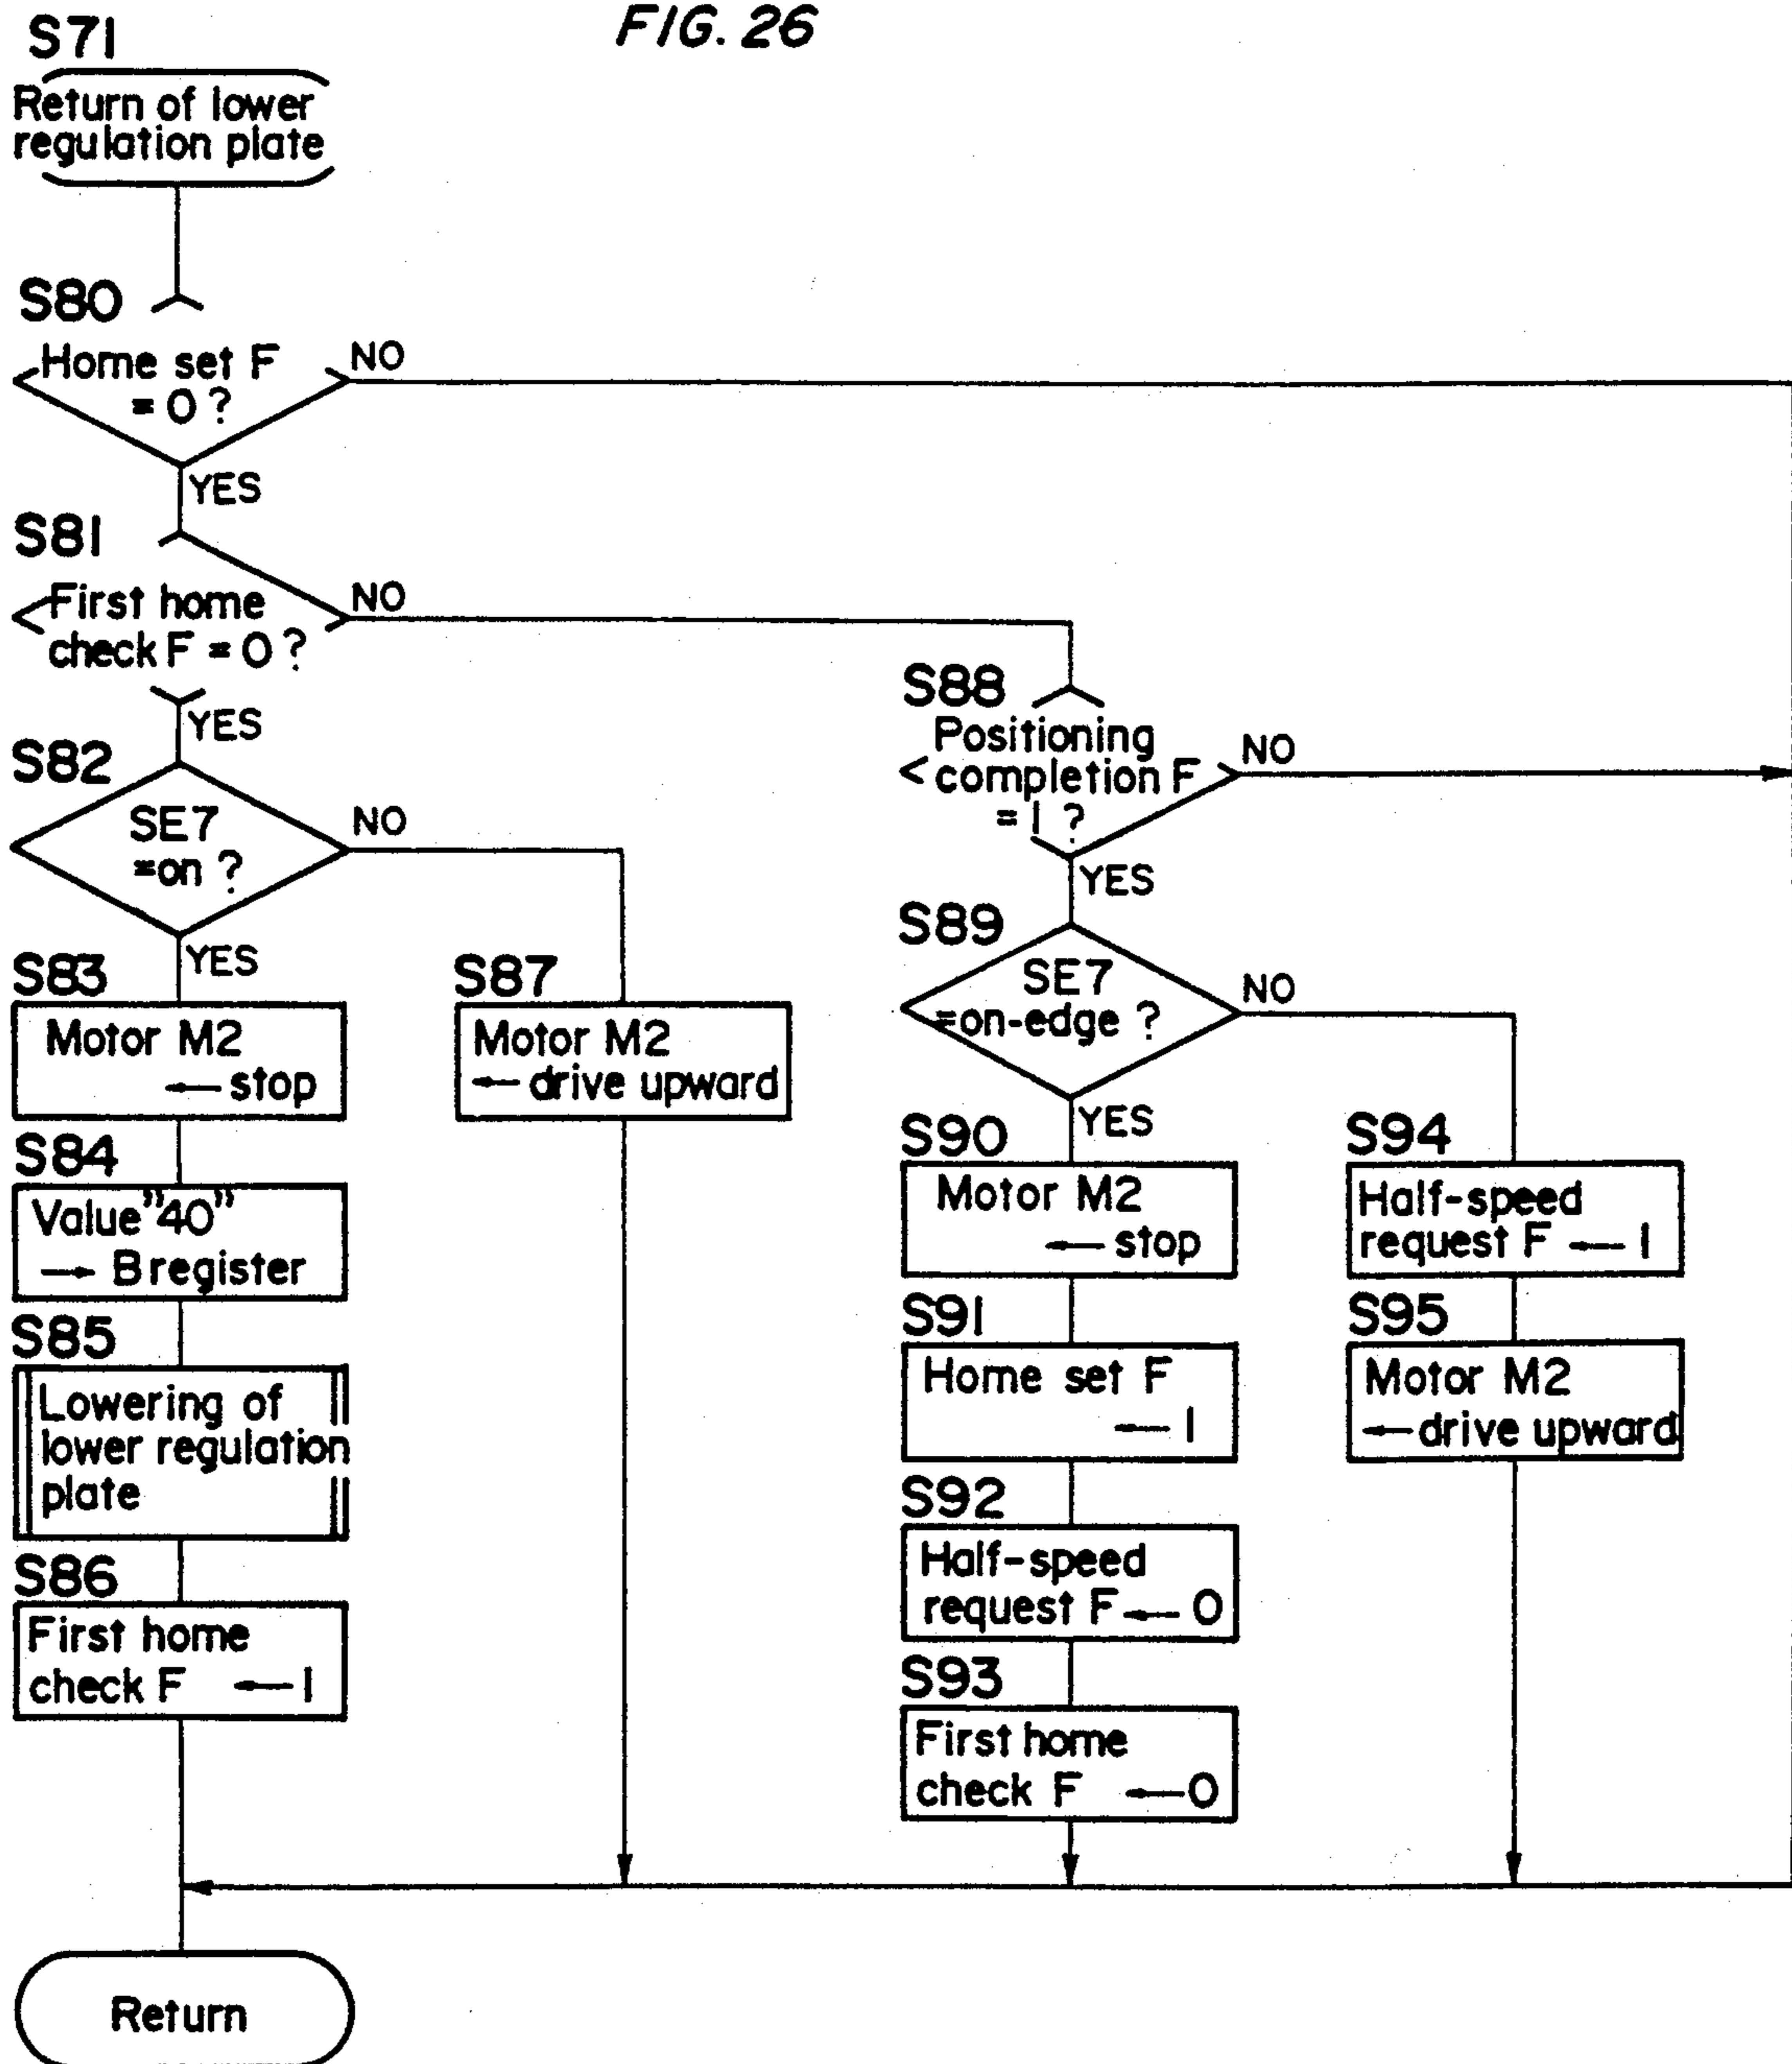 FIG. 26
S71
Return of lower
regulation plate
S80
Home set F
= 0 ?
NO
YES
S81
First home
check F = 0 ?
NO
YES
S82
SE7
=on ?
NO
YES
S83
Motor M2
← stop
S84
Value "40"
→ B register
S85
Lowering of
lower regulation
plate
S86
First home
check F ← 1
S87
Motor M2
← drive upward
S88
Positioning
completion F
= 1 ?
NO
YES
S89
SE7
=on-edge ?
NO
YES
S90
Motor M2
← stop
S91
Home set F
← 1
S92
Half-speed
request F ← 0
S93
First home
check F ← 0
S94
Half-speed
request F ← 1
S95
Motor M2
← drive upward
Return